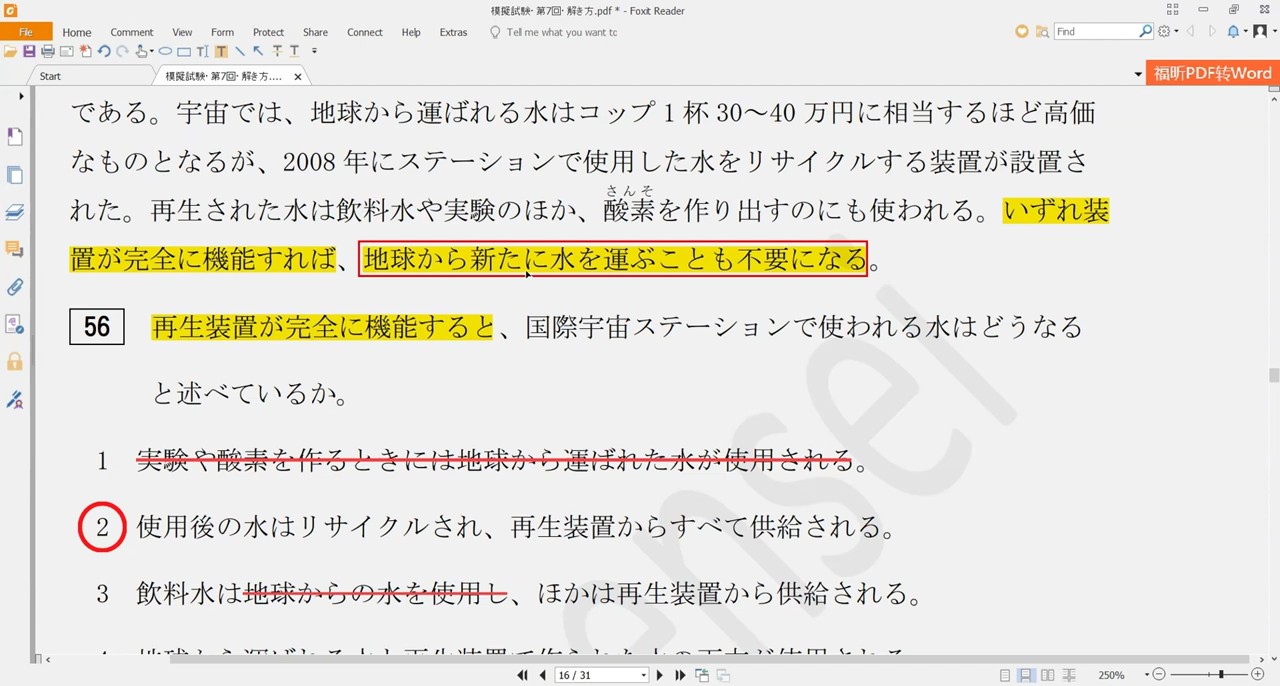 模擬試験・第7回・解き方.pdf * - Foxit Reader
File Home Comment View Form Protect Share Connect Help Extras Tell me what you want to Find
Start 模擬試験・第7回・解き方.... 福昕PDF转Word
である。宇宙では、地球から運ばれる水はコップ1杯30～40万円に相当するほど高価
なものとなるが、2008年にステーションで使用した水をリサイクルする装置が設置さ
さんそ
れた。再生された水は飲料水や実験のほか、酸素を作り出すのにも使われる。いずれ装
置が完全に機能すれば、地球から新たに水を運ぶことも不要になる。
56 再生装置が完全に機能すると、国際宇宙ステーションで使われる水はどうなる
と述べているか。
1 実験や酸素を作るときには地球から運ばれた水が使用される。
2 使用後の水はリサイクルされ、再生装置からすべて供給される。
3 飲料水は地球からの水を使用し、ほかは再生装置から供給される。
ensei
16 / 31 250%